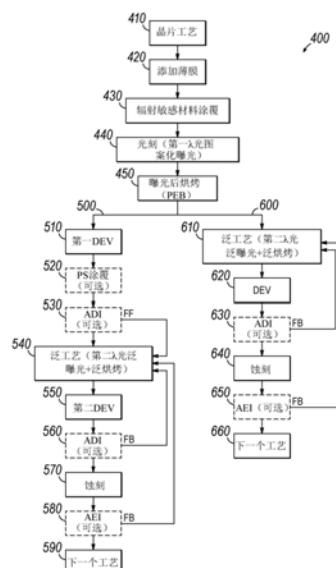 400
410
晶片工艺
420
添加薄膜
430
辐射敏感材料涂覆
440
光刻（第一λ光图
案化曝光）
450
曝光后烘烤
(PEB)
500
600
510
第一DEV
520
PS涂覆
（可选）
530
ADI
（可选）
FF
540
泛工艺（第二λ光泛
曝光+泛烘烤）
550
第二DEV
560
ADI
（可选）
FB
570
蚀刻
580
AEI
（可选）
FB
590
下一个工艺
610
泛工艺（第二λ光
泛曝光+泛烘烤）
620
DEV
630
ADI
（可选）
FB
640
蚀刻
650
AEI（可选）
FB
660
下一个工艺